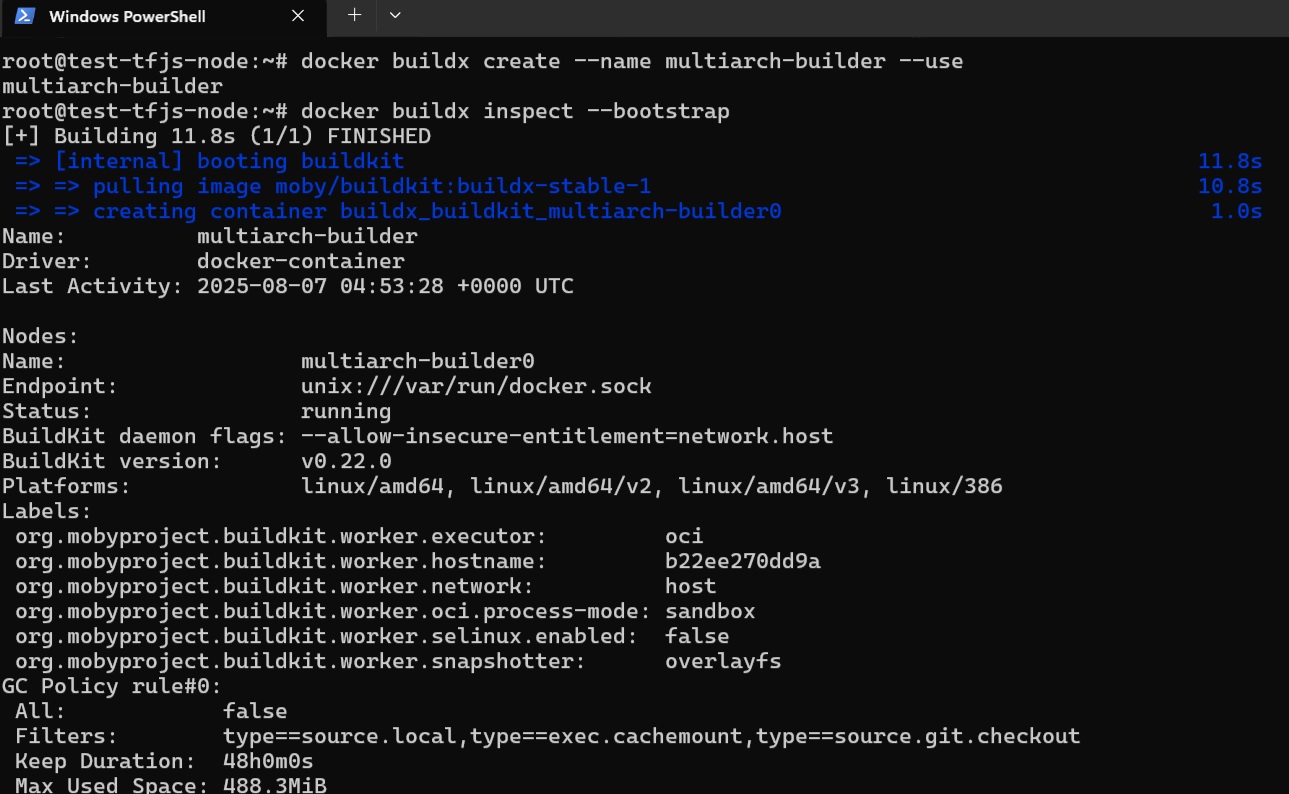 Windows PowerShell
root@test-tfjs-node:~# docker buildx create --name multiarch-builder --use
multiarch-builder
root@test-tfjs-node:~# docker buildx inspect --bootstrap
[+] Building 11.8s (1/1) FINISHED
 => [internal] booting buildkit 11.8s
 => => pulling image moby/buildkit:buildx-stable-1 10.8s
 => => creating container buildx_buildkit_multiarch-builder0 1.0s
Name: multiarch-builder
Driver: docker-container
Last Activity: 2025-08-07 04:53:28 +0000 UTC
Nodes:
Name: multiarch-builder0
Endpoint: unix:///var/run/docker.sock
Status: running
BuildKit daemon flags: --allow-insecure-entitlement=network.host
BuildKit version: v0.22.0
Platforms: linux/amd64, linux/amd64/v2, linux/amd64/v3, linux/386
Labels:
 org.mobyproject.buildkit.worker.executor: oci
 org.mobyproject.buildkit.worker.hostname: b22ee270dd9a
 org.mobyproject.buildkit.worker.network: host
 org.mobyproject.buildkit.worker.oci.process-mode: sandbox
 org.mobyproject.buildkit.worker.selinux.enabled: false
 org.mobyproject.buildkit.worker.snapshotter: overlayfs
GC Policy rule#0:
 All: false
 Filters: type==source.local,type==exec.cachemount,type==source.git.checkout
 Keep Duration: 48h0m0s
 Max Used Space: 488.3MiB